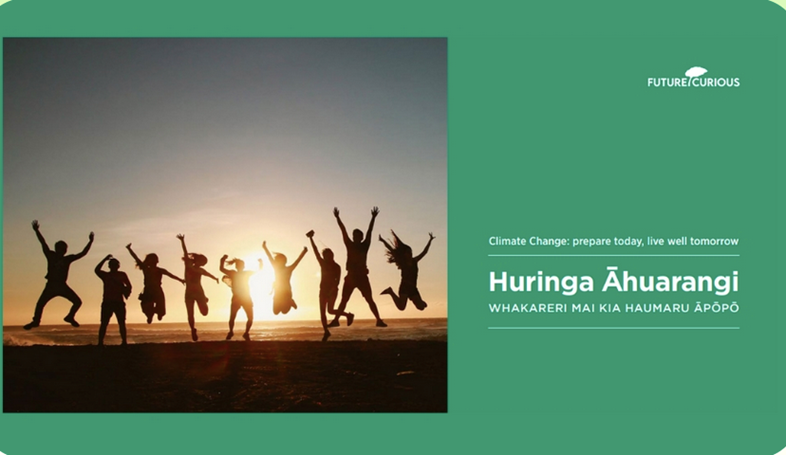 FUTURE/CURIOUS
Climate Change: prepare today, live well tomorrow
Huringa Āhuarangi
WHAKARERI MAI KIA HAUMARU ĀPŌPŌ